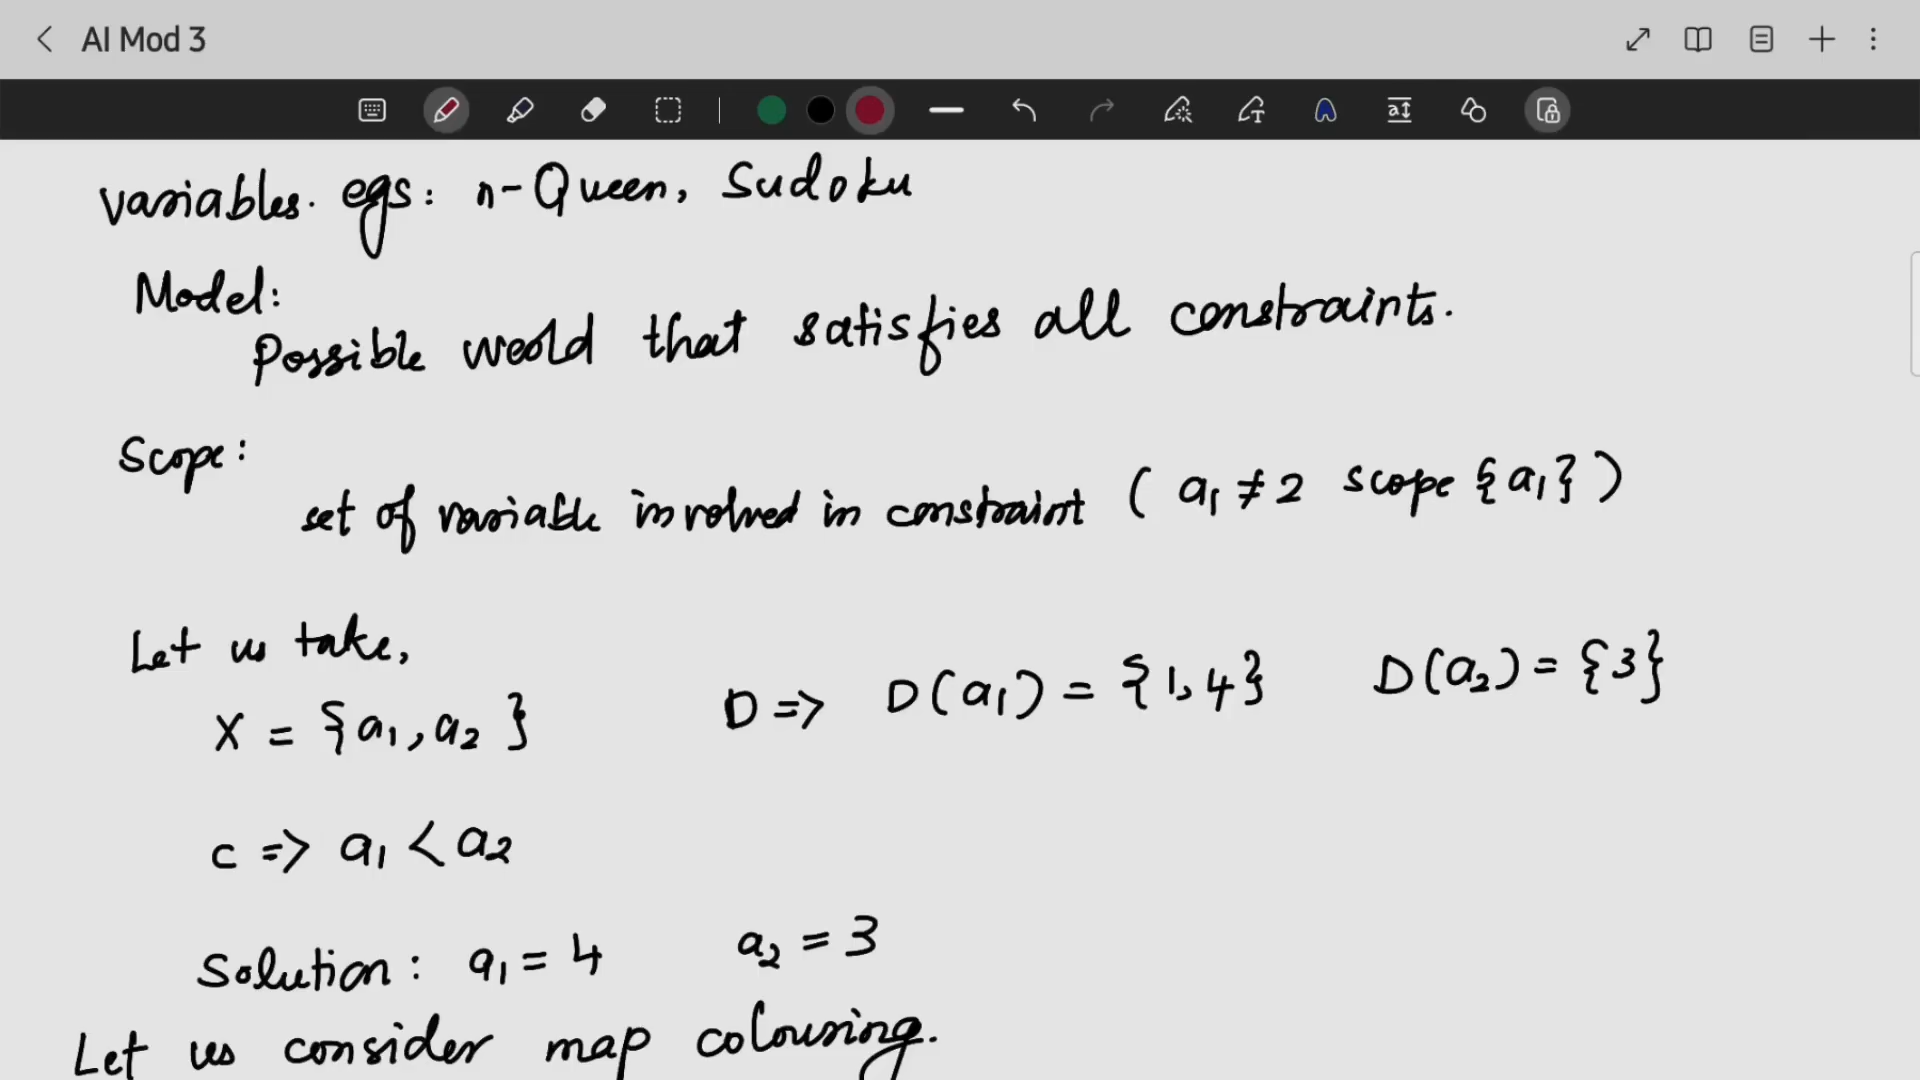 AI Mod 3
variables. egs: n-Queen, Sudoku
Model:
Possible world that satisfies all constraints.
Scope:
set of variable involved in constraint ( a₁ ≠ 2 scope {a₁} )
Let us take,
X = {a₁, a₂ } D => D(a₁) = {1, 4} D(a₂) = {3}
c => a₁ < a₂
Solution: a₁ = 4 a₂ = 3
Let us consider map colouring.